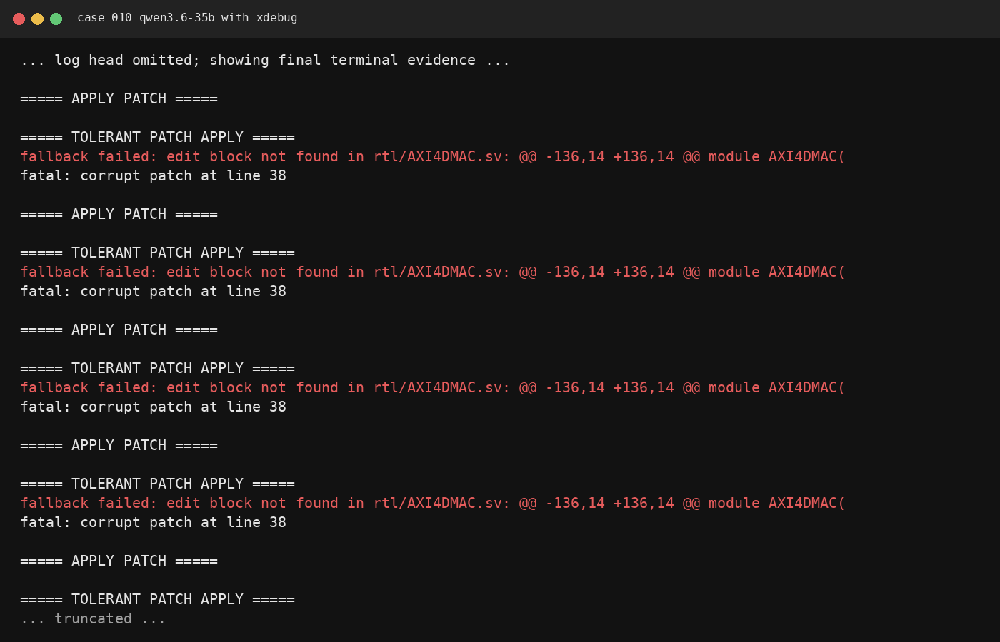 case_010 qwen3.6-35b with_xdebug
... log head omitted; showing final terminal evidence ...
===== APPLY PATCH =====
===== TOLERANT PATCH APPLY =====
fallback failed: edit block not found in rtl/AXI4DMAC.sv: @@ -136,14 +136,14 @@ module AXI4DMAC(
fatal: corrupt patch at line 38
===== APPLY PATCH =====
===== TOLERANT PATCH APPLY =====
fallback failed: edit block not found in rtl/AXI4DMAC.sv: @@ -136,14 +136,14 @@ module AXI4DMAC(
fatal: corrupt patch at line 38
===== APPLY PATCH =====
===== TOLERANT PATCH APPLY =====
fallback failed: edit block not found in rtl/AXI4DMAC.sv: @@ -136,14 +136,14 @@ module AXI4DMAC(
fatal: corrupt patch at line 38
===== APPLY PATCH =====
===== TOLERANT PATCH APPLY =====
fallback failed: edit block not found in rtl/AXI4DMAC.sv: @@ -136,14 +136,14 @@ module AXI4DMAC(
fatal: corrupt patch at line 38
===== APPLY PATCH =====
===== TOLERANT PATCH APPLY =====
... truncated ...